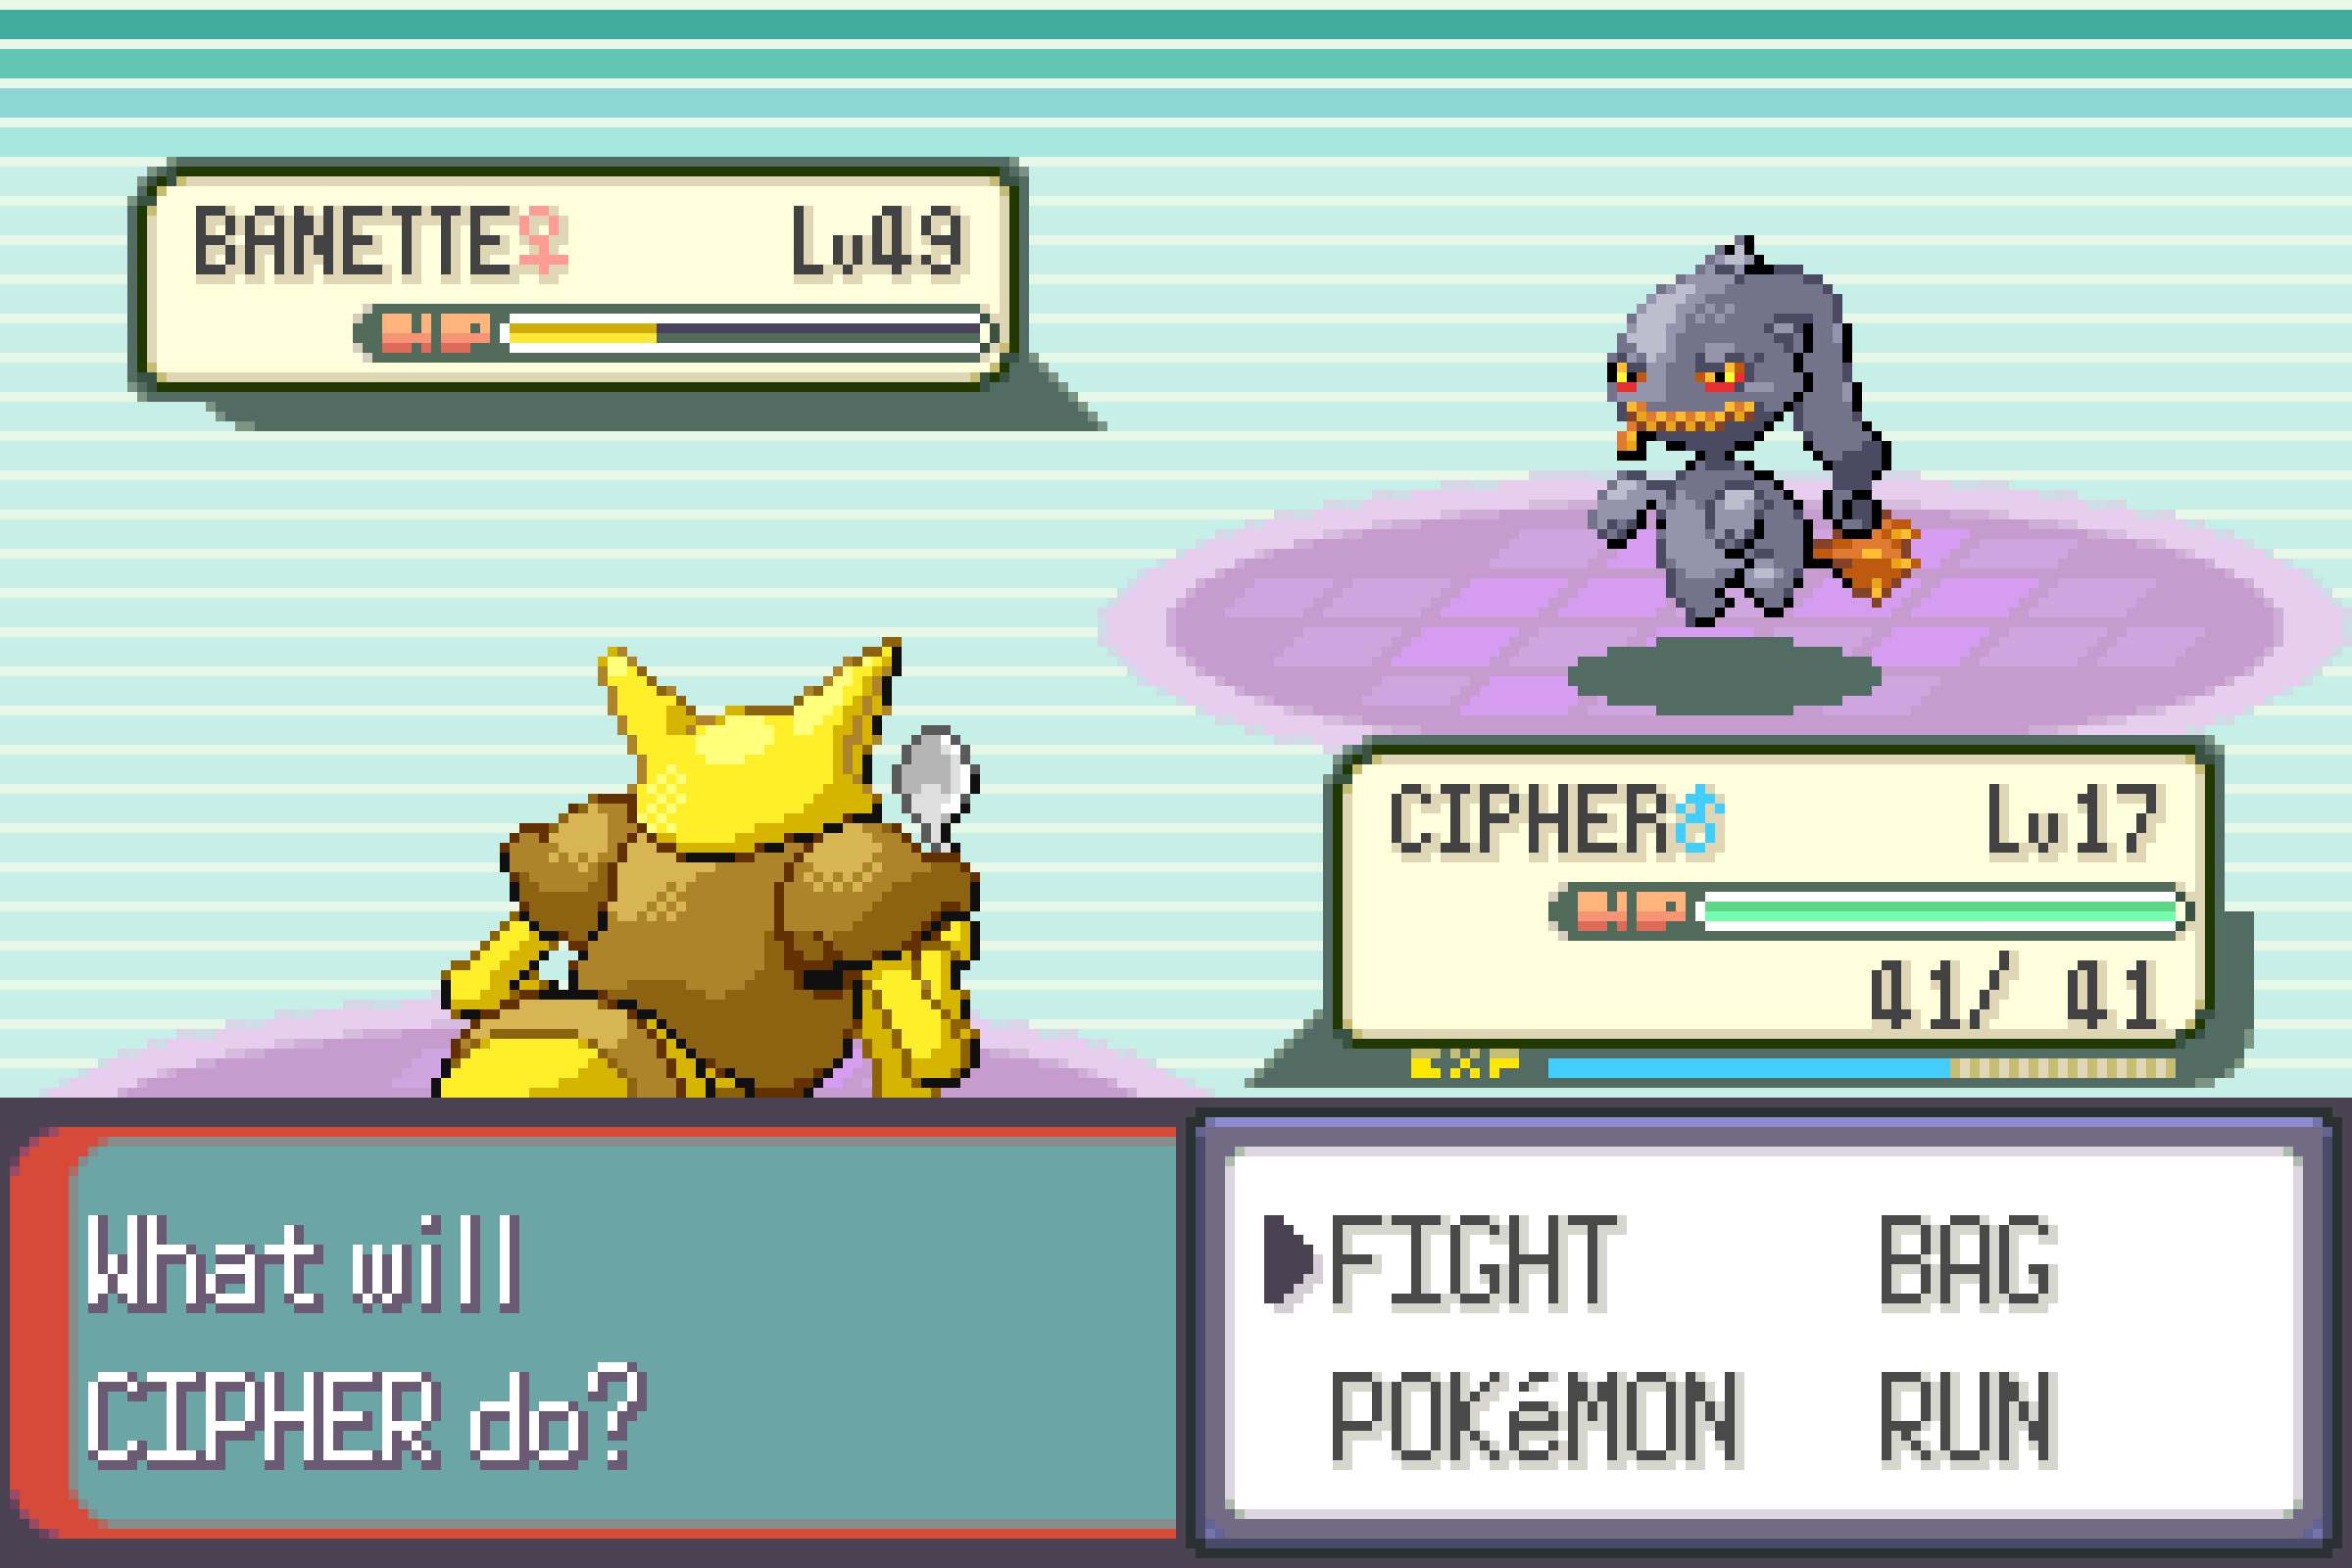 BANETTE♀ Lv49
HP
CIPHER♂ Lv17
HP
41/ 41
EXP
What will
CIPHER do?
FIGHT BAG
POKéMON RUN